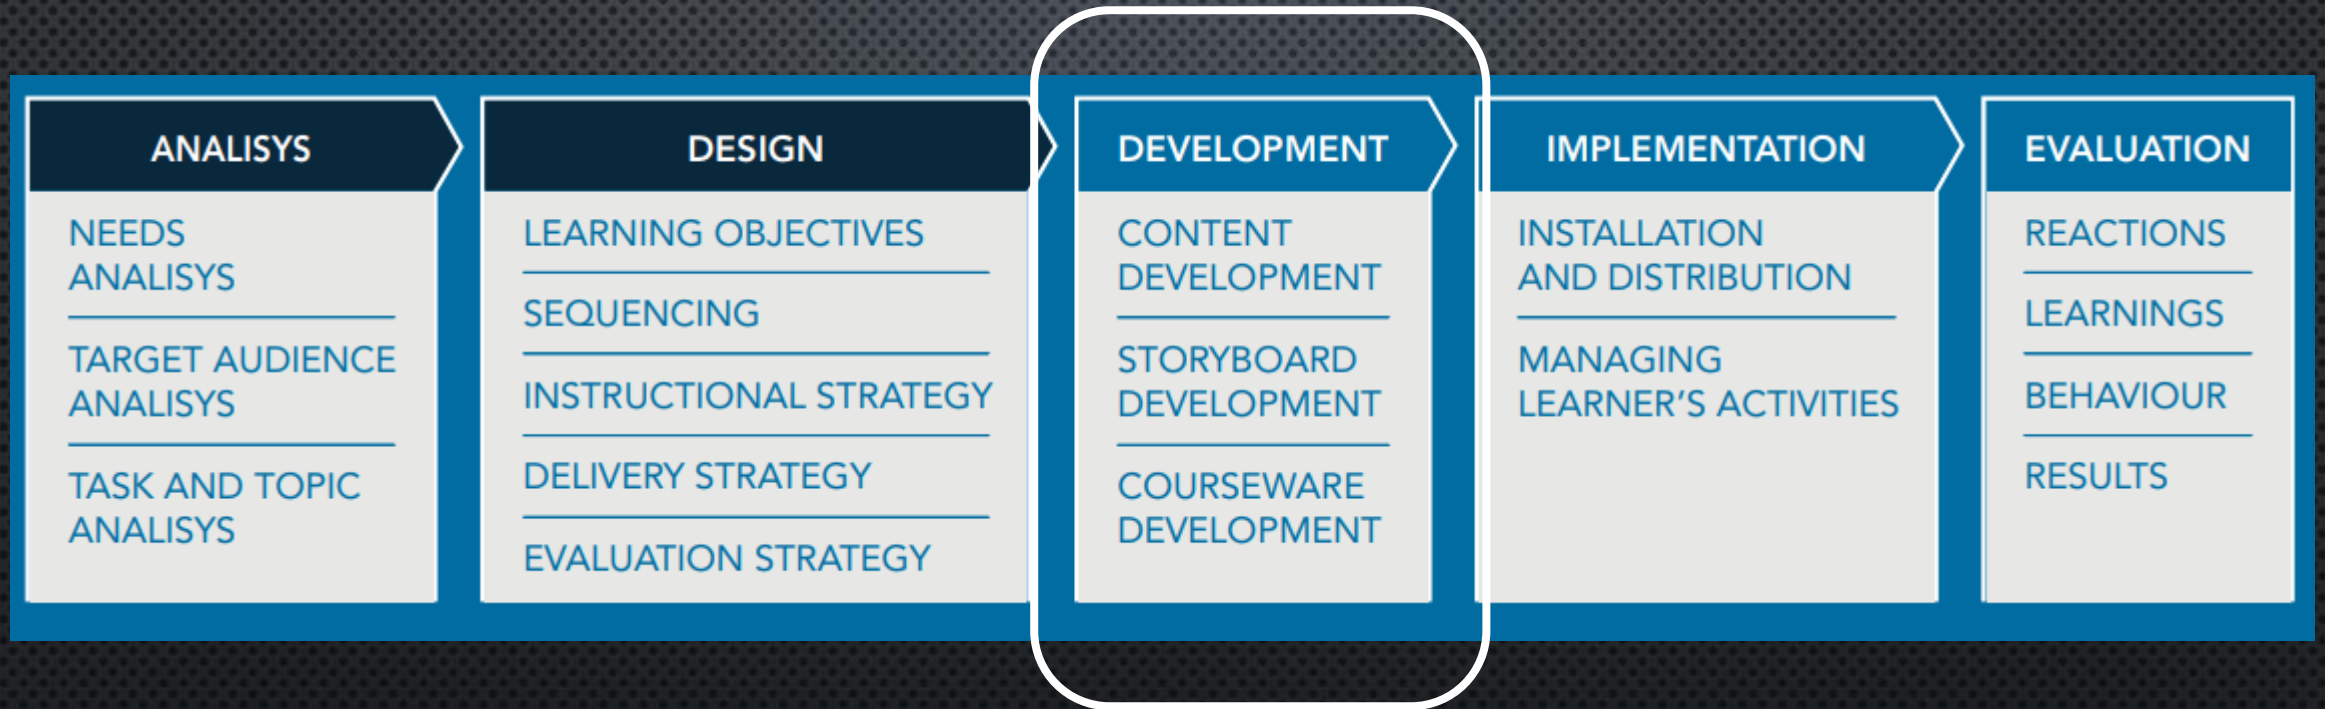 ANALISYS
NEEDS
ANALISYS
TARGET AUDIENCE
ANALISYS
TASK AND TOPIC
ANALISYS
DESIGN
LEARNING OBJECTIVES
SEQUENCING
INSTRUCTIONAL STRATEGY
DELIVERY STRATEGY
EVALUATION STRATEGY
DEVELOPMENT
CONTENT
DEVELOPMENT
STORYBOARD
DEVELOPMENT
COURSEWARE
DEVELOPMENT
IMPLEMENTATION
INSTALLATION
AND DISTRIBUTION
MANAGING
LEARNER’S ACTIVITIES
EVALUATION
REACTIONS
LEARNINGS
BEHAVIOUR
RESULTS